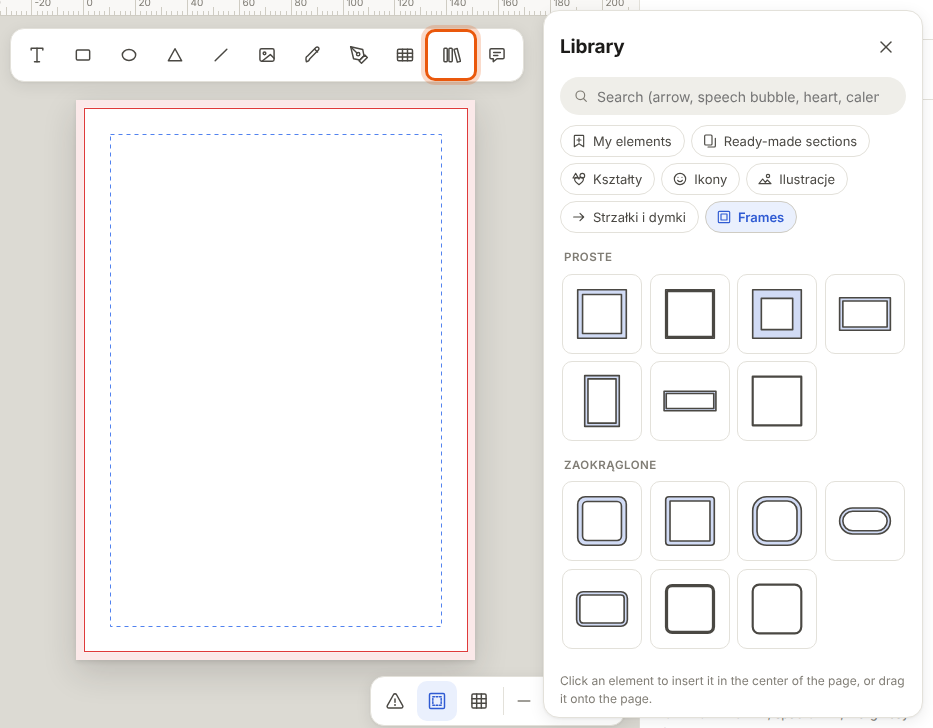 -20 0 20 40 60 80 100 120 140 160 180 200
Library
Search (arrow, speech bubble, heart, caler
My elements
Ready-made sections
Kształty
Ikony
Ilustracje
Strzałki i dymki
Frames
PROSTE
ZAOKRĄGLONE
Click an element to insert it in the center of the page, or drag
it onto the page.